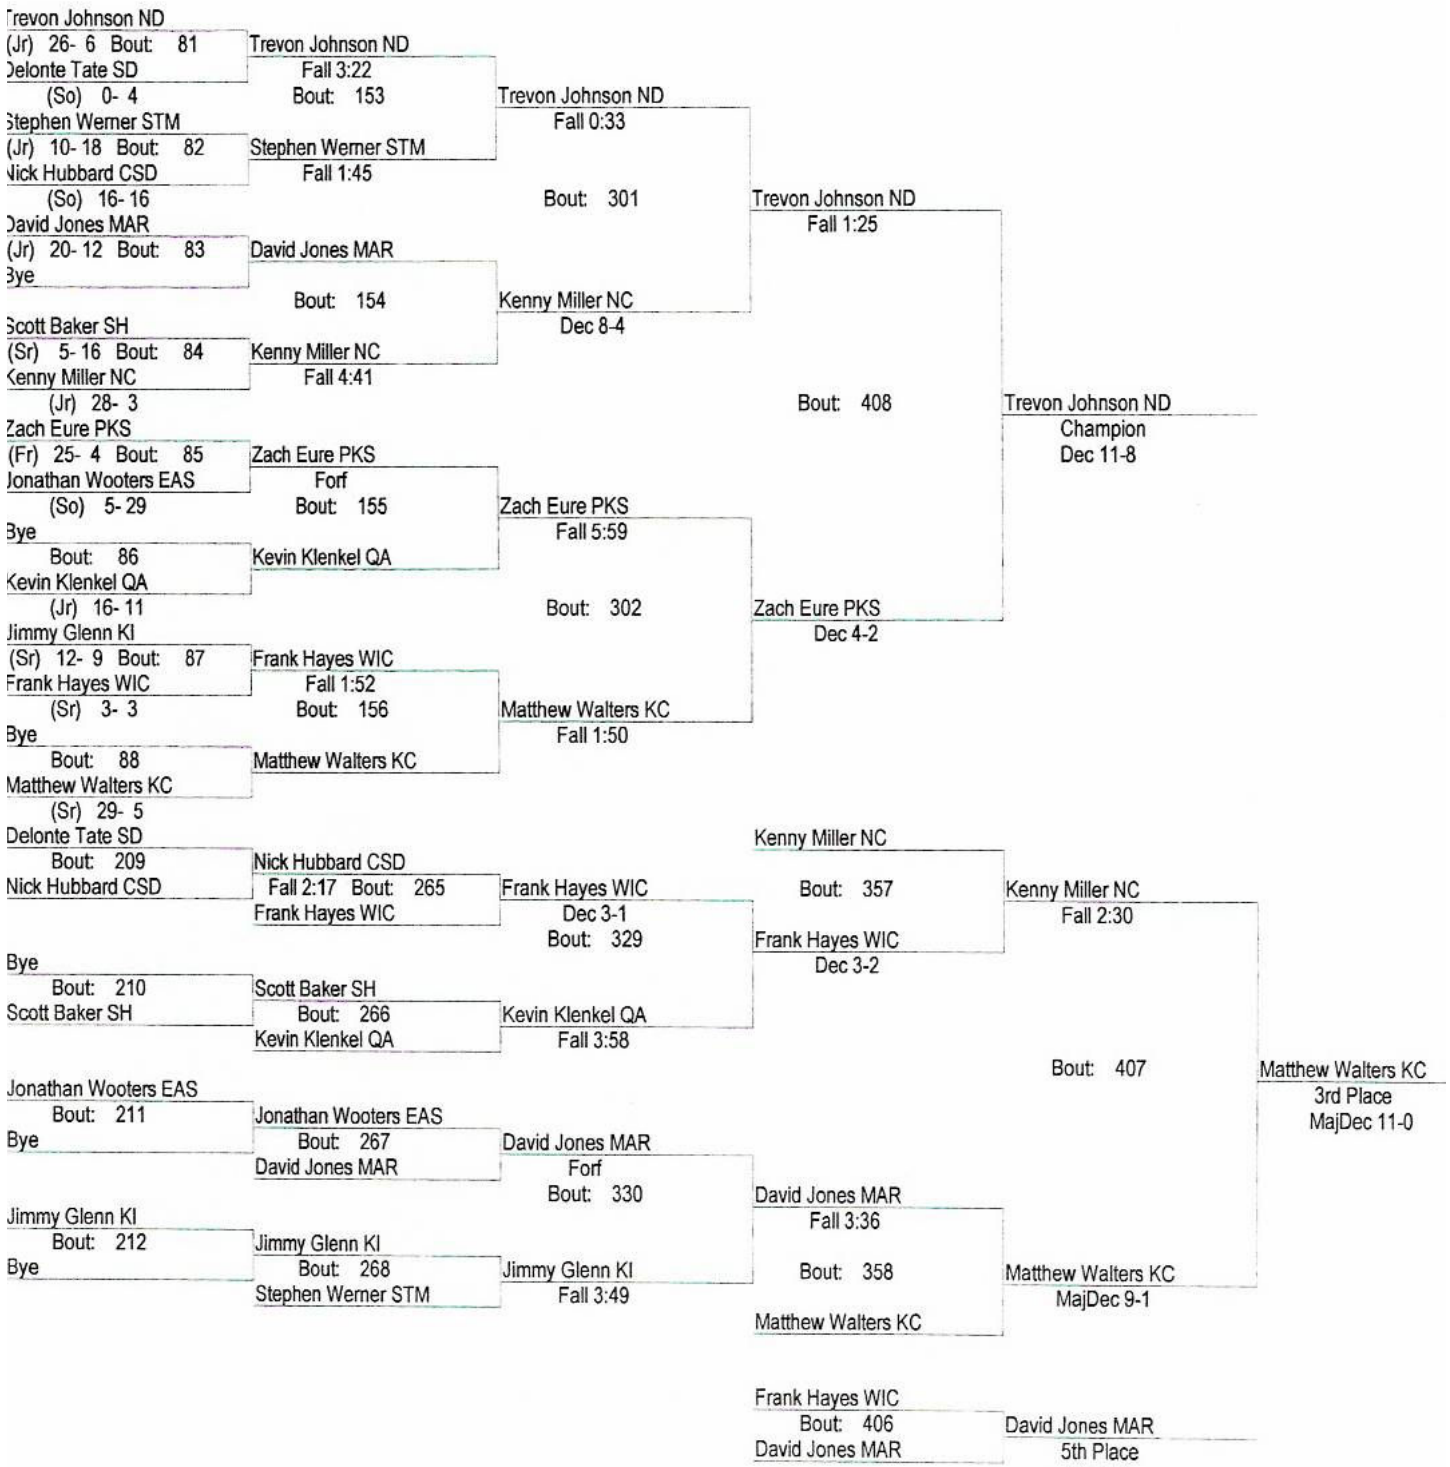 Trevon Johnson ND
(Jr) 26- 6 Bout: 81
Delonte Tate SD
(So) 0- 4
Stephen Werner STM
(Jr) 10- 18 Bout: 82
Nick Hubbard CSD
(So) 16- 16
David Jones MAR
(Jr) 20- 12 Bout: 83
Bye
Scott Baker SH
(Sr) 5- 16 Bout: 84
Kenny Miller NC
(Jr) 28- 3
Zach Eure PKS
(Fr) 25- 4 Bout: 85
Jonathan Wooters EAS
(So) 5- 29
Bye
Bout: 86
Kevin Klenkel QA
(Jr) 16- 11
Jimmy Glenn KI
(Sr) 12- 9 Bout: 87
Frank Hayes WIC
(Sr) 3- 3
Bye
Bout: 88
Matthew Walters KC
(Sr) 29- 5
Trevon Johnson ND
Fall 3:22
Bout: 153
Stephen Werner STM
Fall 1:45
David Jones MAR
Bout: 154
Kenny Miller NC
Fall 4:41
Zach Eure PKS
Forf
Bout: 155
Kevin Klenkel QA
Frank Hayes WIC
Fall 1:52
Bout: 156
Matthew Walters KC
Trevon Johnson ND
Fall 0:33
Bout: 301
Kenny Miller NC
Dec 8-4
Zach Eure PKS
Fall 5:59
Bout: 302
Matthew Walters KC
Fall 1:50
Trevon Johnson ND
Fall 1:25
Bout: 408
Zach Eure PKS
Dec 4-2
Trevon Johnson ND
Champion
Dec 11-8
Delonte Tate SD
Bout: 209
Nick Hubbard CSD
Bye
Bout: 210
Scott Baker SH
Jonathan Wooters EAS
Bout: 211
Bye
Jimmy Glenn KI
Bout: 212
Bye
Nick Hubbard CSD
Fall 2:17 Bout: 265
Frank Hayes WIC
Scott Baker SH
Bout: 266
Kevin Klenkel QA
Jonathan Wooters EAS
Bout: 267
David Jones MAR
Jimmy Glenn KI
Bout: 268
Stephen Werner STM
Frank Hayes WIC
Dec 3-1
Bout: 329
Kevin Klenkel QA
Fall 3:58
David Jones MAR
Forf
Bout: 330
Jimmy Glenn KI
Fall 3:49
Kenny Miller NC
Bout: 357
Frank Hayes WIC
Dec 3-2
David Jones MAR
Fall 3:36
Bout: 358
Matthew Walters KC
Kenny Miller NC
Fall 2:30
Bout: 407
Matthew Walters KC
MajDec 9-1
Matthew Walters KC
3rd Place
MajDec 11-0
Frank Hayes WIC
Bout: 406
David Jones MAR
David Jones MAR
5th Place